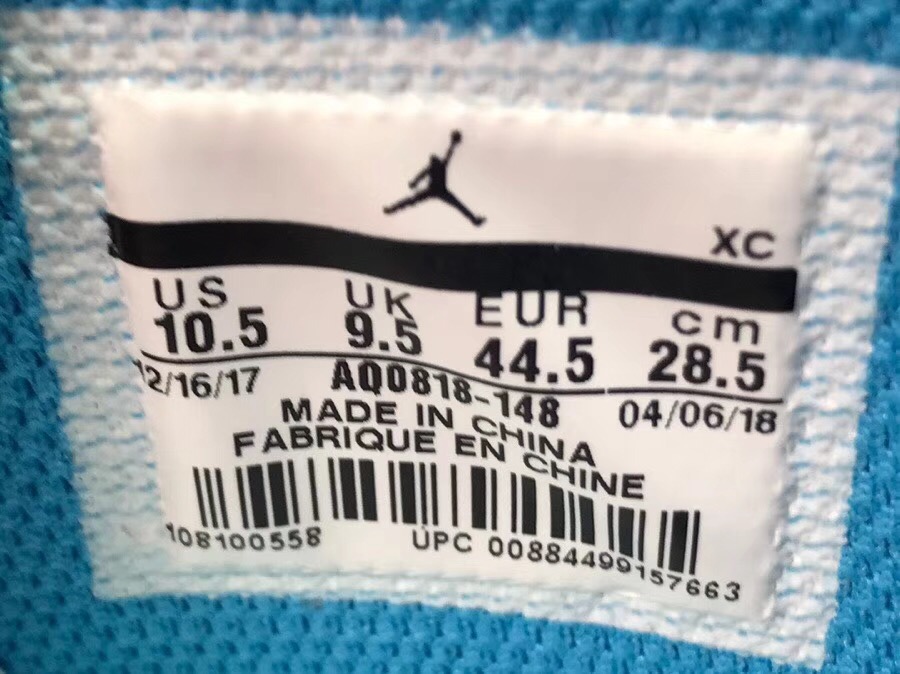 XC
US UK EUR cm
10.5 9.5 44.5 28.5
12/16/17 AQ0818-148 04/06/18
MADE IN CHINA
FABRIQUE EN CHINE
108100558 UPC 00884499157663